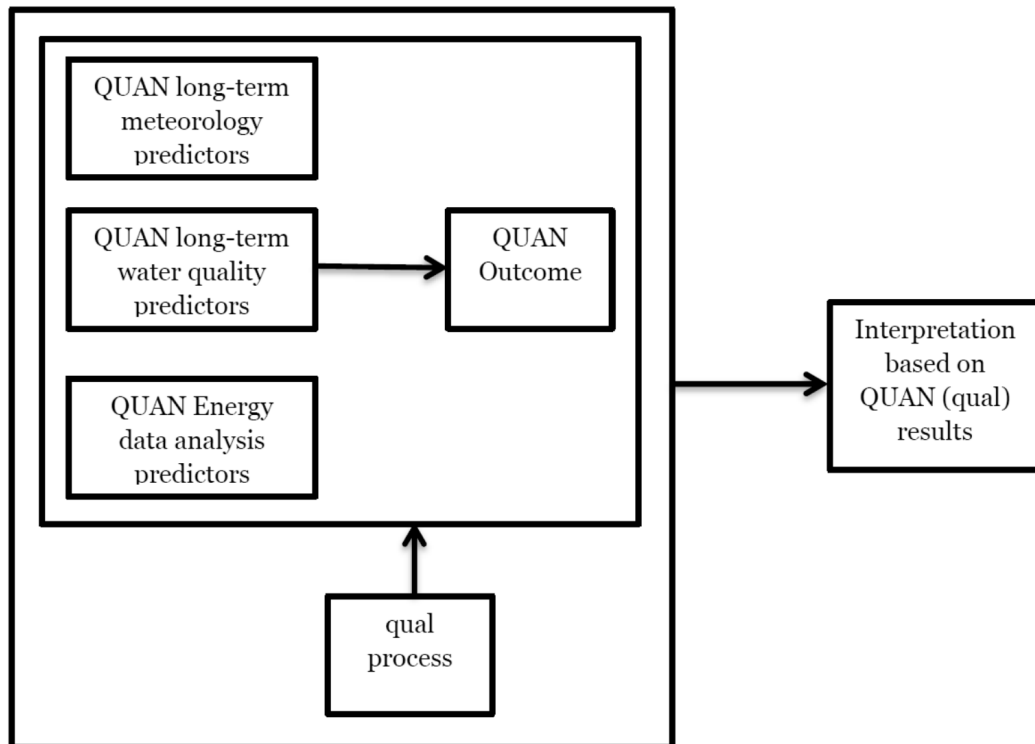 QUAN long-term
meteorology
predictors
QUAN long-term
water quality
predictors
QUAN
Outcome
QUAN Energy
data analysis
predictors
qual
process
Interpretation
based on
QUAN (qual)
results